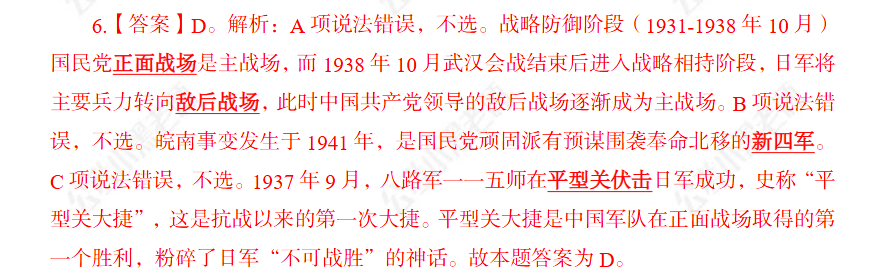 6.【答案】D。解析：A 项说法错误，不选。战略防御阶段（1931-1938 年 10 月）
国民党正面战场是主战场，而 1938 年 10 月武汉会战结束后进入战略相持阶段，日军将
主要兵力转向敌后战场，此时中国共产党领导的敌后战场逐渐成为主战场。B 项说法错
误，不选。皖南事变发生于 1941 年，是国民党顽固派有预谋围袭奉命北移的新四军。
C 项说法错误，不选。1937 年 9 月，八路军一一五师在平型关伏击日军成功，史称“平
型关大捷”，这是抗战以来的第一次大捷。平型关大捷是中国军队在正面战场取得的第
一个胜利，粉碎了日军“不可战胜”的神话。故本题答案为 D。